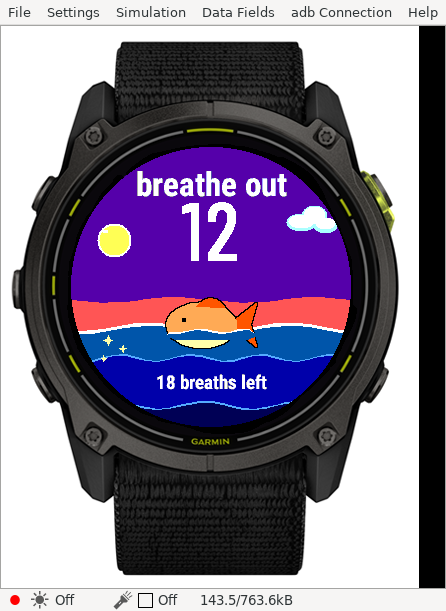 File Settings Simulation Data Fields adb Connection Help
breathe out
12
18 breaths left
GARMIN
Off Off 143.5/763.6kB